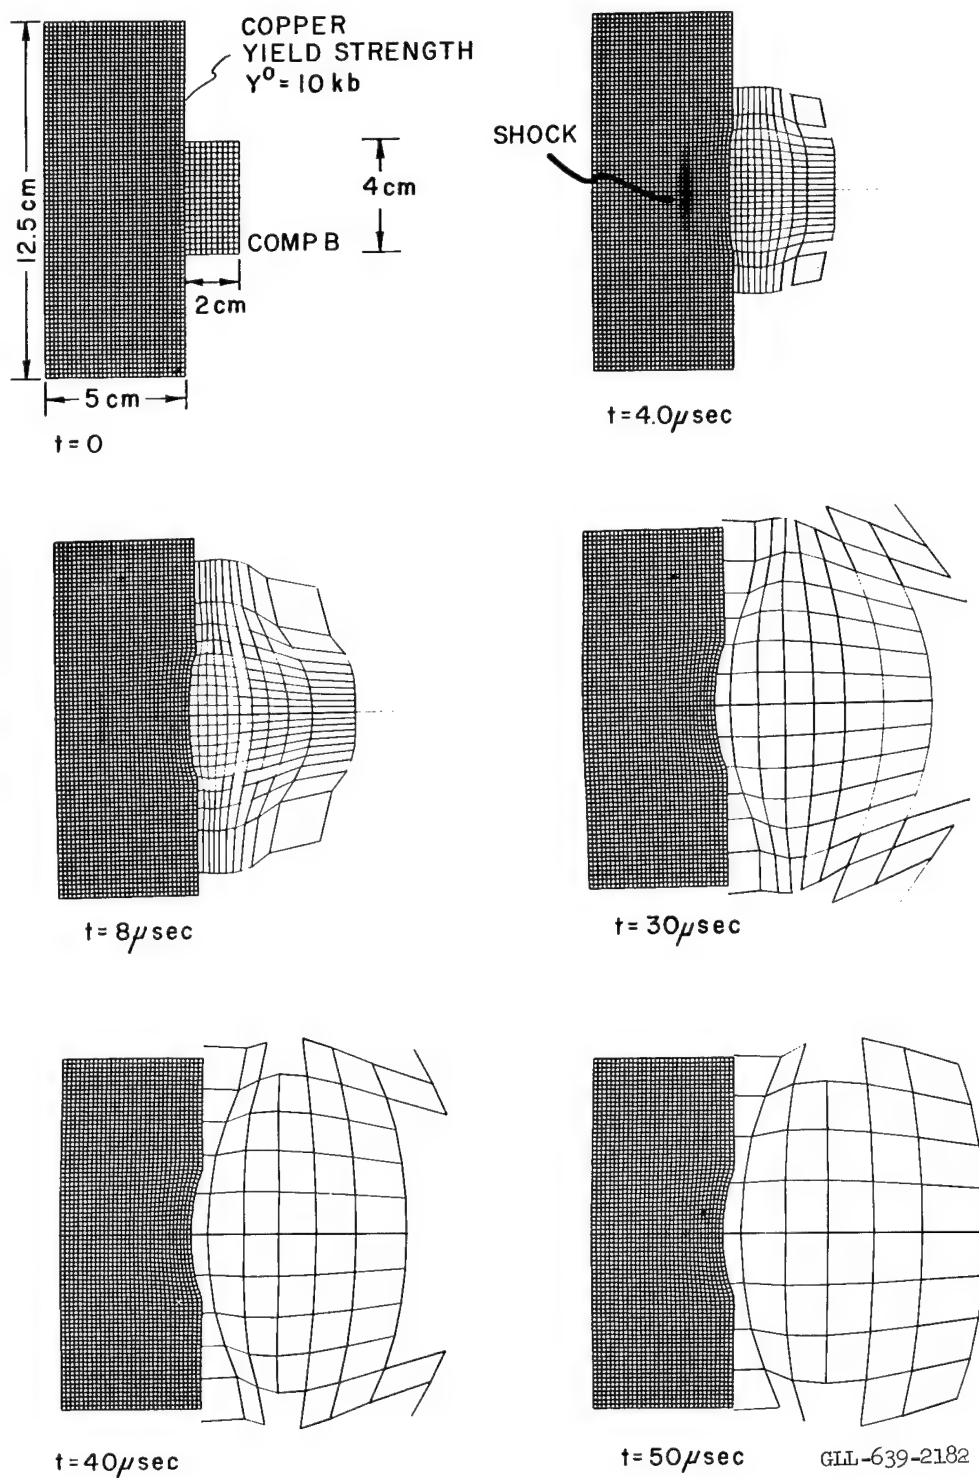 COPPER
YIELD STRENGTH
Y⁰ = 10 kb
12.5 cm
4 cm
COMP B
2 cm
5 cm
t = 0
SHOCK
t = 4.0 μsec
t = 8 μsec
t = 30 μsec
t = 40 μsec
t = 50 μsec
GLL-639-2182